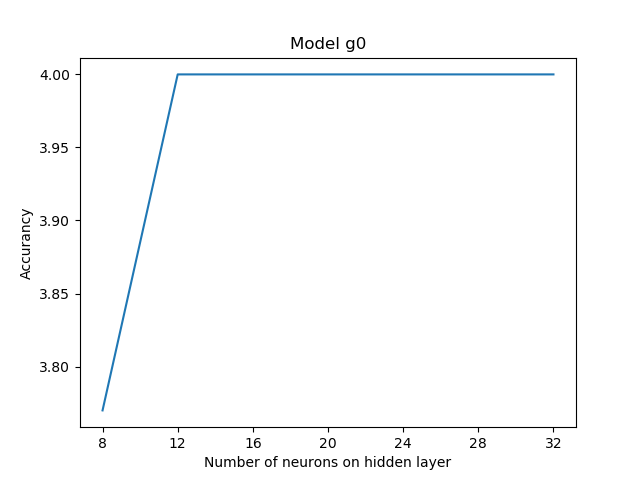 Model g0
4.00
3.95
3.90
3.85
3.80
Accurancy
8 12 16 20 24 28 32
Number of neurons on hidden layer